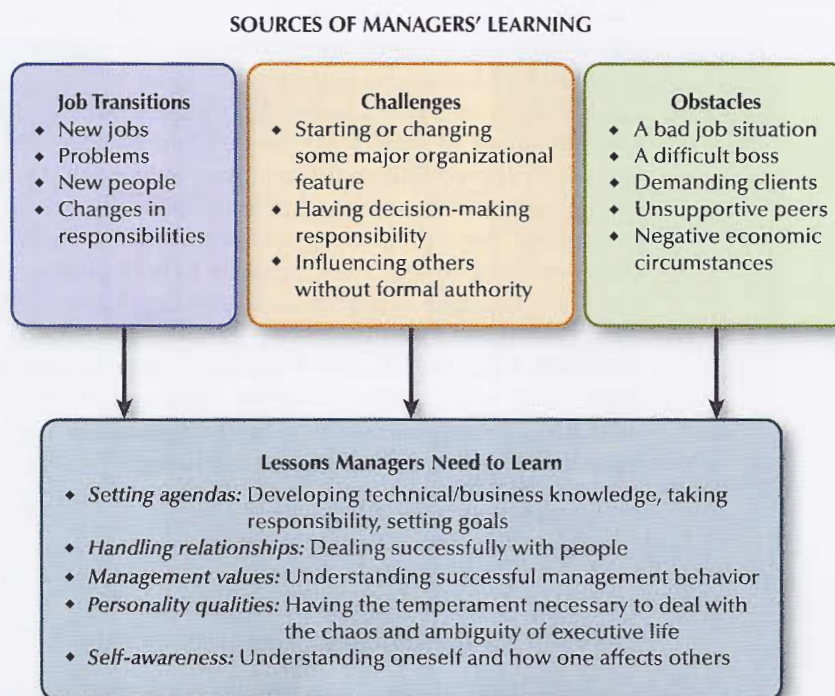 SOURCES OF MANAGERS' LEARNING
Job Transitions
◆ New jobs
◆ Problems
◆ New people
◆ Changes in
responsibilities
Challenges
◆ Starting or changing
some major organizational
feature
◆ Having decision-making
responsibility
◆ Influencing others
without formal authority
Obstacles
◆ A bad job situation
◆ A difficult boss
◆ Demanding clients
◆ Unsupportive peers
◆ Negative economic
circumstances
Lessons Managers Need to Learn
◆ Setting agendas: Developing technical/business knowledge, taking
responsibility, setting goals
◆ Handling relationships: Dealing successfully with people
◆ Management values: Understanding successful management behavior
◆ Personality qualities: Having the temperament necessary to deal with
the chaos and ambiguity of executive life
◆ Self-awareness: Understanding oneself and how one affects others